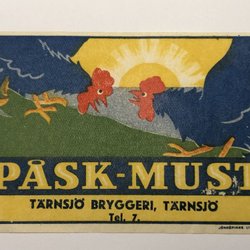 PÅSK-MUST
TÄRNSJÖ BRYGGERI, TÄRNSJÖ
Tel. 7.